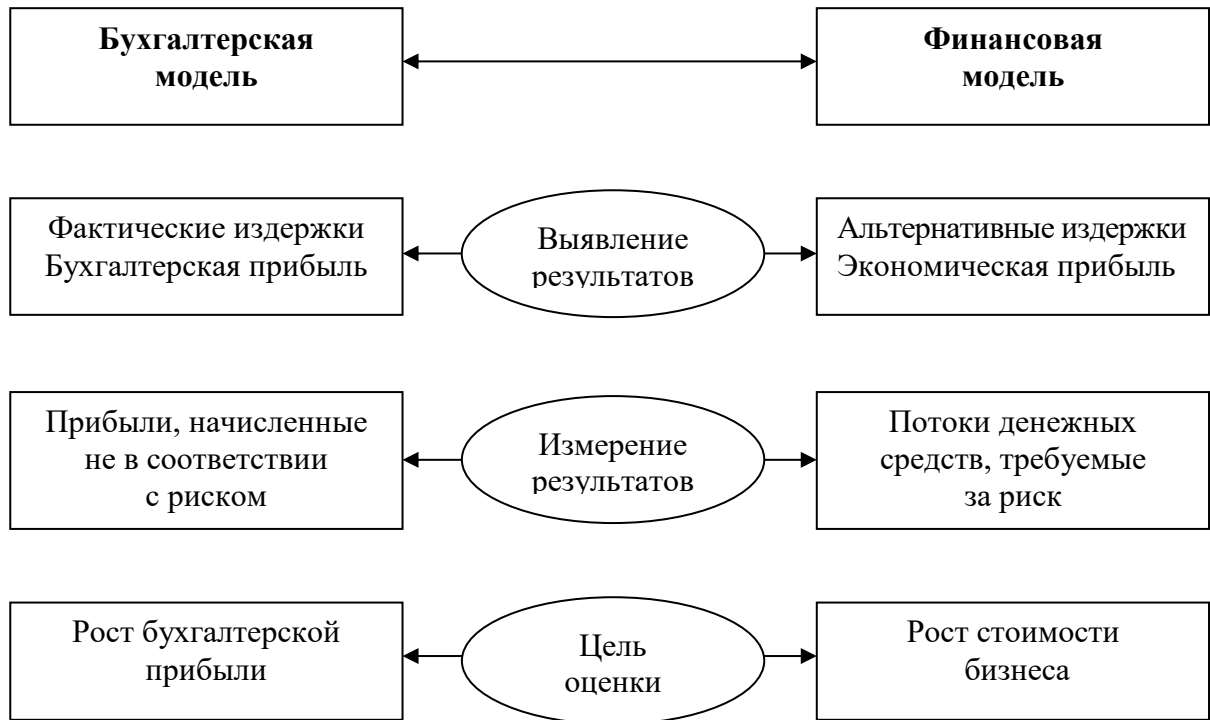 Бухгалтерская
модель
Финансовая
модель
Фактические издержки
Бухгалтерская прибыль
Выявление
результатов
Альтернативные издержки
Экономическая прибыль
Прибыли, начисленные
не в соответствии
с риском
Измерение
результатов
Потоки денежных
средств, требуемые
за риск
Рост бухгалтерской
прибыли
Цель
оценки
Рост стоимости
бизнеса